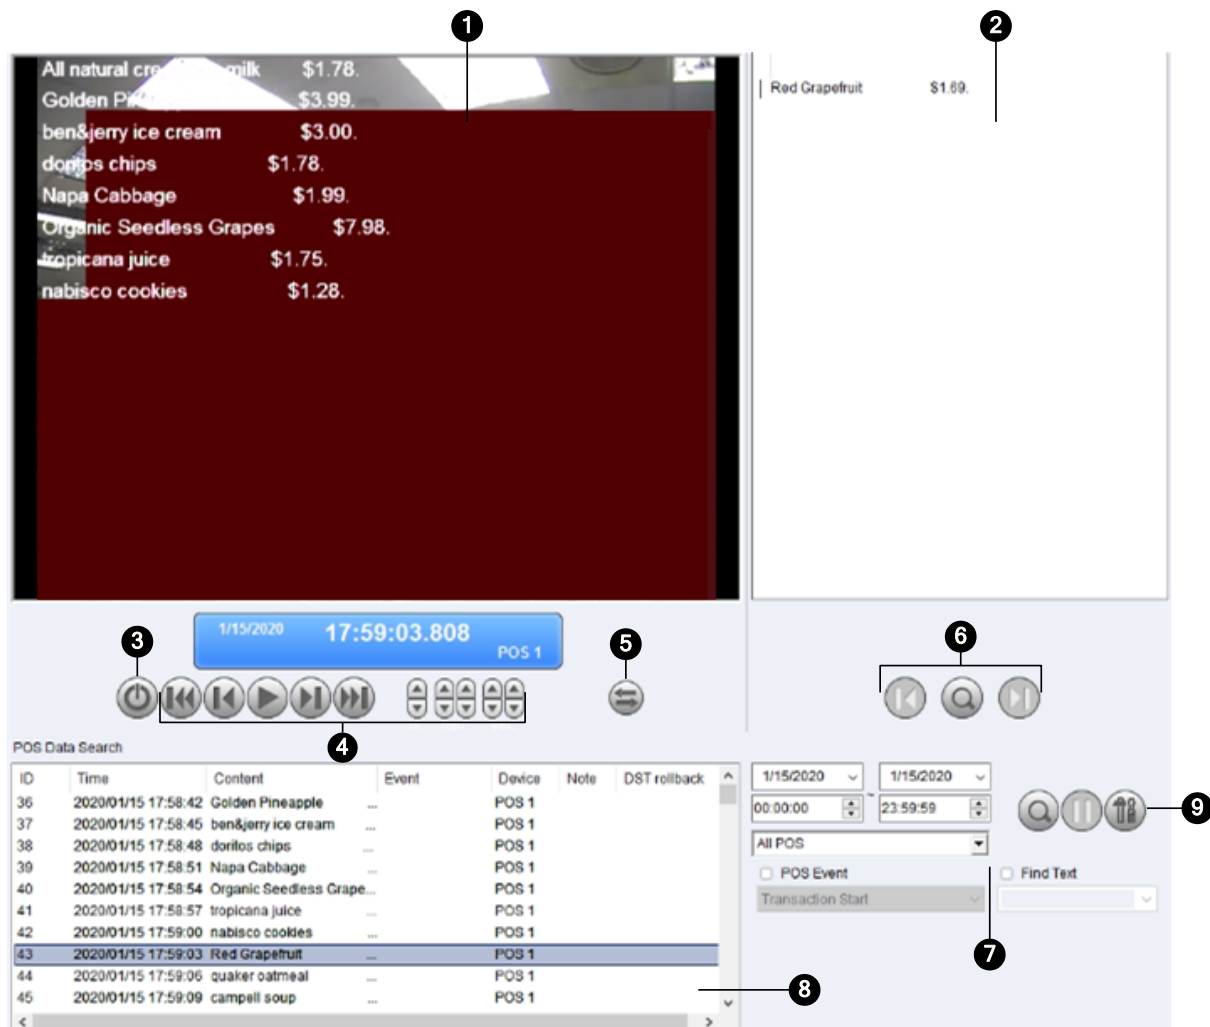 1
2
All natural milk $1.78.
Golden $3.99.
ben&jerry ice cream $3.00.
doritos chips $1.78.
Napa Cabbage $1.99.
Organic Seedless Grapes $7.98.
tropicana juice $1.75.
nabisco cookies $1.28.
Red Grapefruit $1.69.
3
1/15/2020 17:59:03.808
POS 1
5
6
4
POS Data Search
ID Time Content Event Device Note DST rollback
36 2020/01/15 17:58:42 Golden Pineapple ... POS 1
37 2020/01/15 17:58:45 ben&jerry ice cream ... POS 1
38 2020/01/15 17:58:48 doritos chips ... POS 1
39 2020/01/15 17:58:51 Napa Cabbage ... POS 1
40 2020/01/15 17:58:54 Organic Seedless Grape... POS 1
41 2020/01/15 17:58:57 tropicana juice ... POS 1
42 2020/01/15 17:59:00 nabisco cookies ... POS 1
43 2020/01/15 17:59:03 Red Grapefruit ... POS 1
44 2020/01/15 17:59:06 quaker oatmeal ... POS 1
45 2020/01/15 17:59:09 campell soup ... POS 1
8
1/15/2020 ~ 1/15/2020
00:00:00 23:59:59
9
All POS
POS Event Find Text
Transaction Start
7